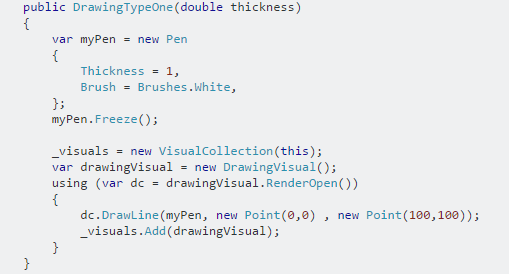 public DrawingTypeOne(double thickness)
{
    var myPen = new Pen
    {
        Thickness = 1,
        Brush = Brushes.White,
    };
    myPen.Freeze();

    _visuals = new VisualCollection(this);
    var drawingVisual = new DrawingVisual();
    using (var dc = drawingVisual.RenderOpen())
    {
        dc.DrawLine(myPen, new Point(0,0) , new Point(100,100));
        _visuals.Add(drawingVisual);
    }
}